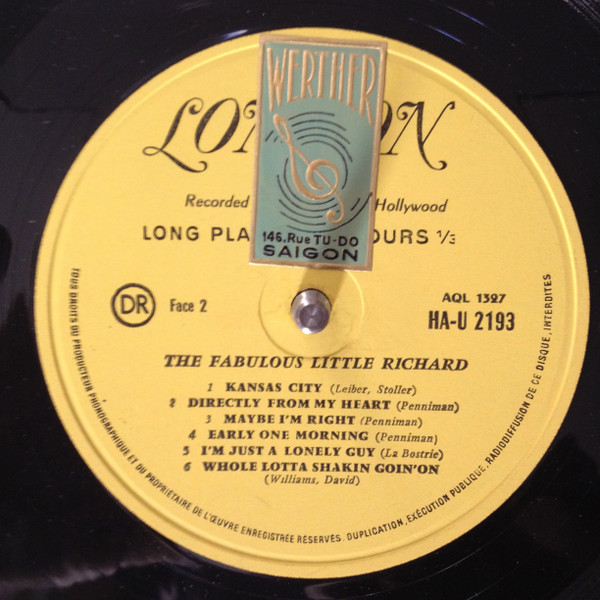 WERTHER
LON ON
146, Rue TU-DO
SAIGON
Recorded Hollywood
LONG PLA OURS ⅓
DR
Face 2
AQL 1327
HA-U 2193
THE FABULOUS LITTLE RICHARD
1 KANSAS CITY (Leiber, Stoller)
2 DIRECTLY FROM MY HEART (Penniman)
3 MAYBE I'M RIGHT (Penniman)
4 EARLY ONE MORNING (Penniman)
5 I'M JUST A LONELY GUY (La Bostrie)
6 WHOLE LOTTA SHAKIN GOIN'ON
(Williams, David)
TOUS DROITS DU PRODUCTEUR PHONOGRAPHIQUE ET DU PROPRIÉTAIRE DE L'ŒUVRE ENREGISTRÉE RÉSERVÉS. DUPLICATION, EXÉCUTION PUBLIQUE, RADIODIFFUSION DE CE DISQUE, INTERDITES